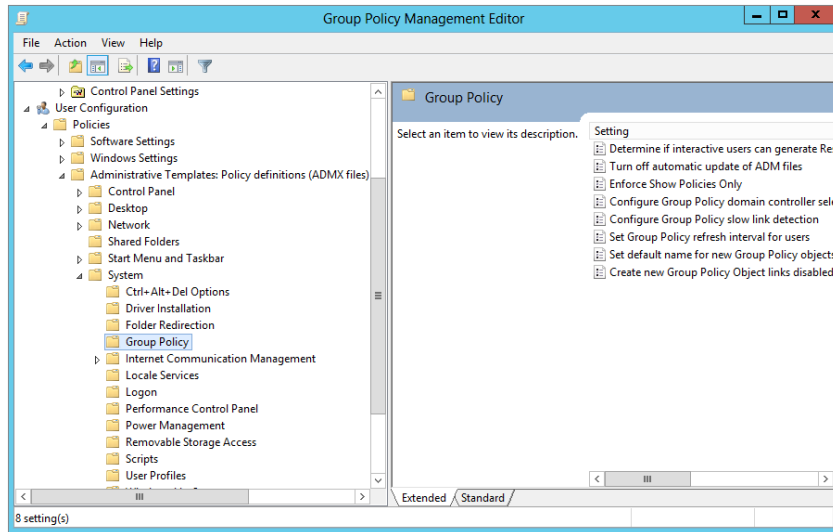 Group Policy Management Editor
File Action View Help
Control Panel Settings
User Configuration
Policies
Software Settings
Windows Settings
Administrative Templates: Policy definitions (ADMX files)
Control Panel
Desktop
Network
Shared Folders
Start Menu and Taskbar
System
Ctrl+Alt+Del Options
Driver Installation
Folder Redirection
Group Policy
Internet Communication Management
Locale Services
Logon
Performance Control Panel
Power Management
Removable Storage Access
Scripts
User Profiles
Group Policy
Select an item to view its description.
Setting
Determine if interactive users can generate Re
Turn off automatic update of ADM files
Enforce Show Policies Only
Configure Group Policy domain controller sele
Configure Group Policy slow link detection
Set Group Policy refresh interval for users
Set default name for new Group Policy objects
Create new Group Policy Object links disabled
Extended Standard
8 setting(s)